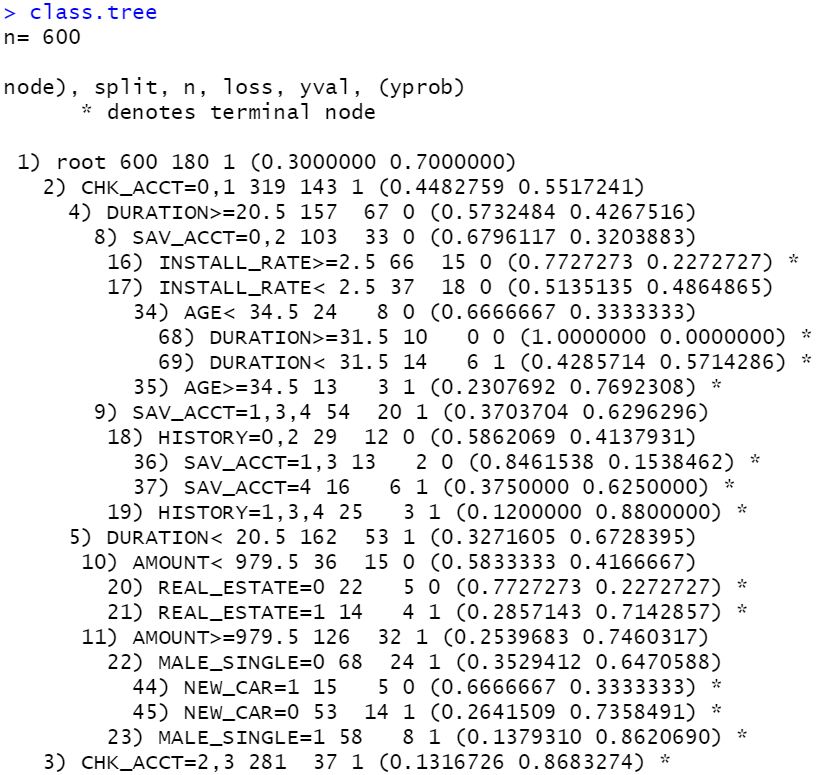 > class.tree
n= 600

node), split, n, loss, yval, (yprob)
      * denotes terminal node

 1) root 600 180 1 (0.3000000 0.7000000)
   2) CHK_ACCT=0,1 319 143 1 (0.4482759 0.5517241)
     4) DURATION>=20.5 157  67 0 (0.5732484 0.4267516)
       8) SAV_ACCT=0,2 103  33 0 (0.6796117 0.3203883)
        16) INSTALL_RATE>=2.5 66  15 0 (0.7727273 0.2272727) *
        17) INSTALL_RATE< 2.5 37  18 0 (0.5135135 0.4864865)
          34) AGE< 34.5 24   8 0 (0.6666667 0.3333333)
            68) DURATION>=31.5 10   0 0 (1.0000000 0.0000000) *
            69) DURATION< 31.5 14   6 1 (0.4285714 0.5714286) *
          35) AGE>=34.5 13   3 1 (0.2307692 0.7692308) *
       9) SAV_ACCT=1,3,4 54  20 1 (0.3703704 0.6296296)
        18) HISTORY=0,2 29  12 0 (0.5862069 0.4137931)
          36) SAV_ACCT=1,3 13   2 0 (0.8461538 0.1538462) *
          37) SAV_ACCT=4 16   6 1 (0.3750000 0.6250000) *
        19) HISTORY=1,3,4 25   3 1 (0.1200000 0.8800000) *
     5) DURATION< 20.5 162  53 1 (0.3271605 0.6728395)
      10) AMOUNT< 979.5 36  15 0 (0.5833333 0.4166667)
        20) REAL_ESTATE=0 22   5 0 (0.7727273 0.2272727) *
        21) REAL_ESTATE=1 14   4 1 (0.2857143 0.7142857) *
      11) AMOUNT>=979.5 126  32 1 (0.2539683 0.7460317)
        22) MALE_SINGLE=0 68  24 1 (0.3529412 0.6470588)
          44) NEW_CAR=1 15   5 0 (0.6666667 0.3333333) *
          45) NEW_CAR=0 53  14 1 (0.2641509 0.7358491) *
        23) MALE_SINGLE=1 58   8 1 (0.1379310 0.8620690) *
   3) CHK_ACCT=2,3 281  37 1 (0.1316726 0.8683274) *